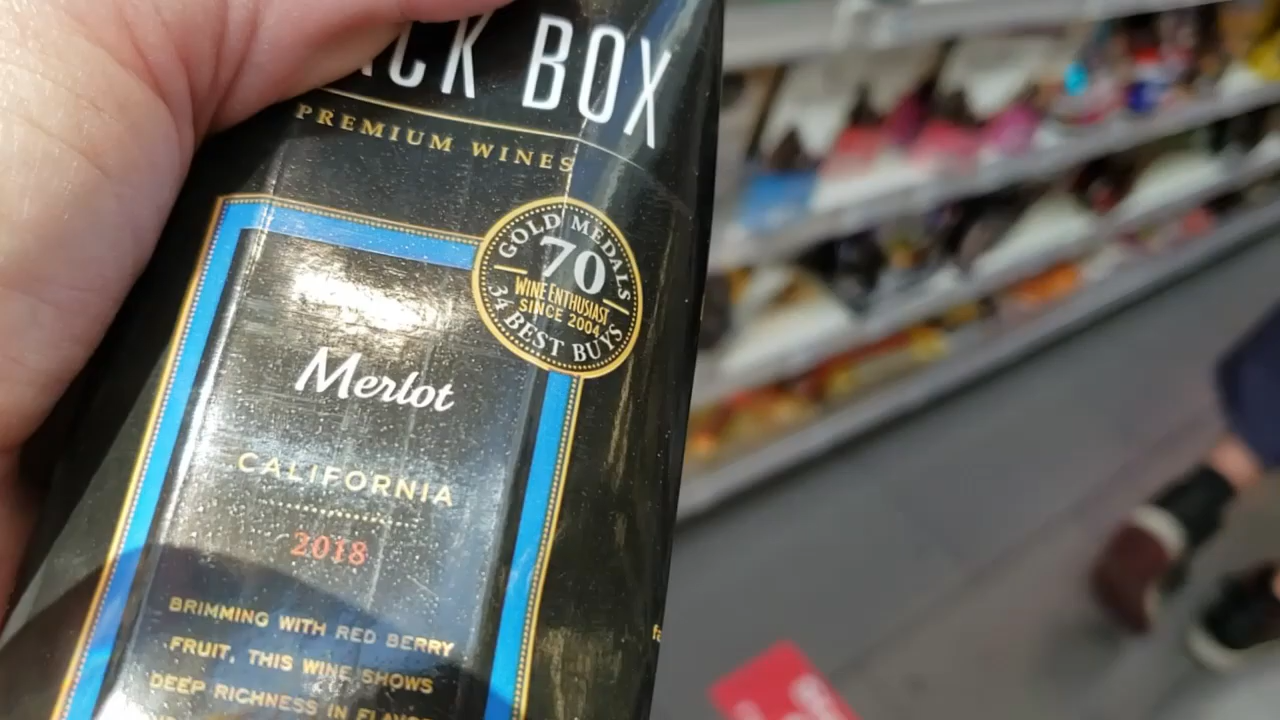 BOX
PREMIUM WINES
GOLD MEDALS
70
WINE ENTHUSIAST
SINCE 2004
34 BEST BUYS
Merlot
CALIFORNIA
2018
BRIMMING WITH RED BERRY
FRUIT, THIS WINE SHOWS
DEEP RICHNESS IN